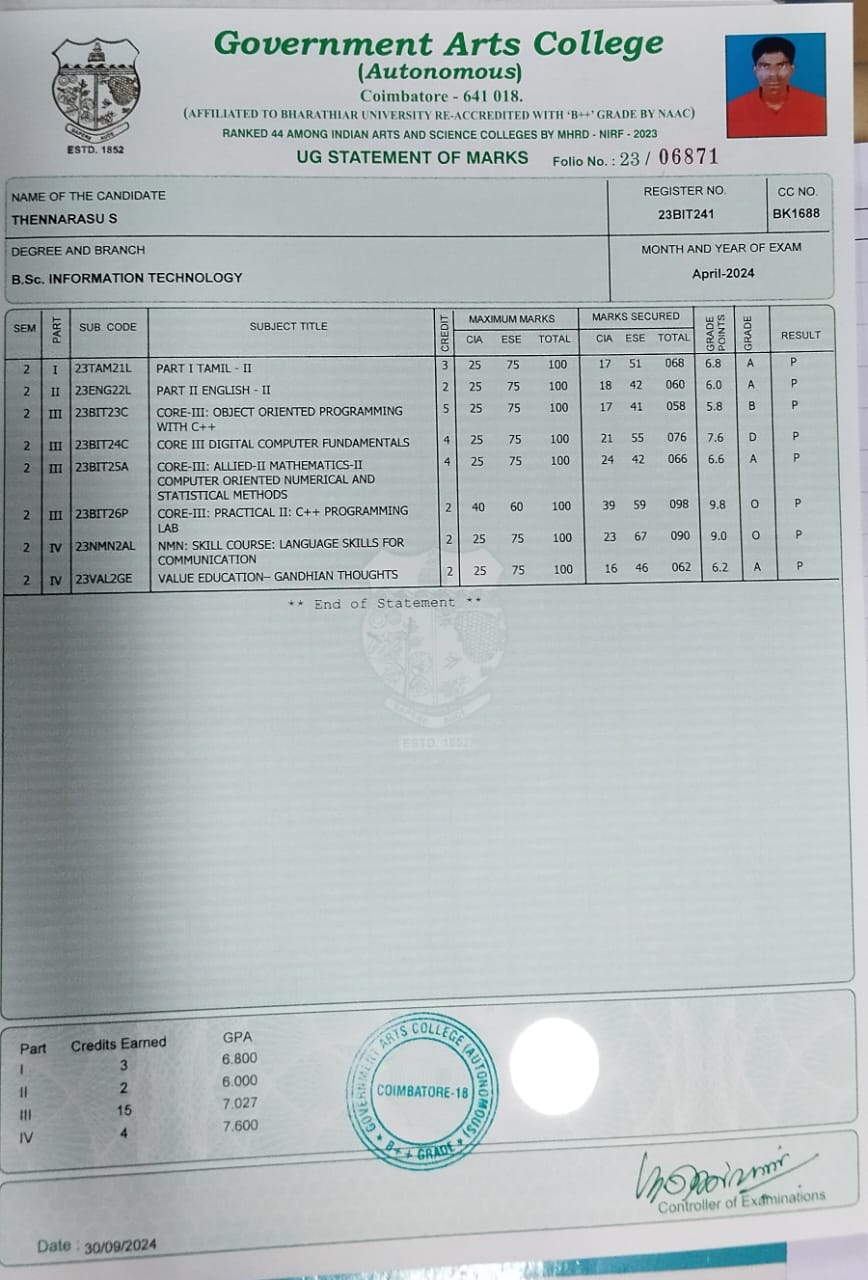 Government Arts College
(Autonomous)
Coimbatore - 641 018.
(AFFILIATED TO BHARATHIAR UNIVERSITY RE-ACCREDITED WITH ‘B++’ GRADE BY NAAC)
RANKED 44 AMONG INDIAN ARTS AND SCIENCE COLLEGES BY MHRD - NIRF - 2023
ESTD. 1852
UG STATEMENT OF MARKS Folio No. : 23 / 06871
NAME OF THE CANDIDATE REGISTER NO. CC NO.
THENNARASU S 23BIT241 BK1688
DEGREE AND BRANCH MONTH AND YEAR OF EXAM
B.Sc. INFORMATION TECHNOLOGY April-2024
SEM PART SUB. CODE SUBJECT TITLE CREDIT MAXIMUM MARKS MARKS SECURED GRADE POINTS GRADE RESULT
CIA ESE TOTAL CIA ESE TOTAL
2 I 23TAM21L PART I TAMIL - II 3 25 75 100 17 51 068 6.8 A P
2 II 23ENG22L PART II ENGLISH - II 2 25 75 100 18 42 060 6.0 A P
2 III 23BIT23C CORE-III: OBJECT ORIENTED PROGRAMMING 5 25 75 100 17 41 058 5.8 B P
WITH C++
2 III 23BIT24C CORE III DIGITAL COMPUTER FUNDAMENTALS 4 25 75 100 21 55 076 7.6 D P
2 III 23BIT25A CORE-III: ALLIED-II MATHEMATICS-II 4 25 75 100 24 42 066 6.6 A P
COMPUTER ORIENTED NUMERICAL AND
STATISTICAL METHODS
2 III 23BIT26P CORE-III: PRACTICAL II: C++ PROGRAMMING 2 40 60 100 39 59 098 9.8 O P
LAB
2 IV 23NMN2AL NMN: SKILL COURSE: LANGUAGE SKILLS FOR 2 25 75 100 23 67 090 9.0 O P
COMMUNICATION
2 IV 23VAL2GE VALUE EDUCATION– GANDHIAN THOUGHTS 2 25 75 100 16 46 062 6.2 A P
** End of Statement **
ESTD. 1852
Part Credits Earned GPA
I 3 6.800
II 2 6.000
III 15 7.027
IV 4 7.600
GOVERNMENT ARTS COLLEGE (AUTONOMOUS)
COIMBATORE-18
* B++ GRADE *
Controller of Examinations
Date : 30/09/2024